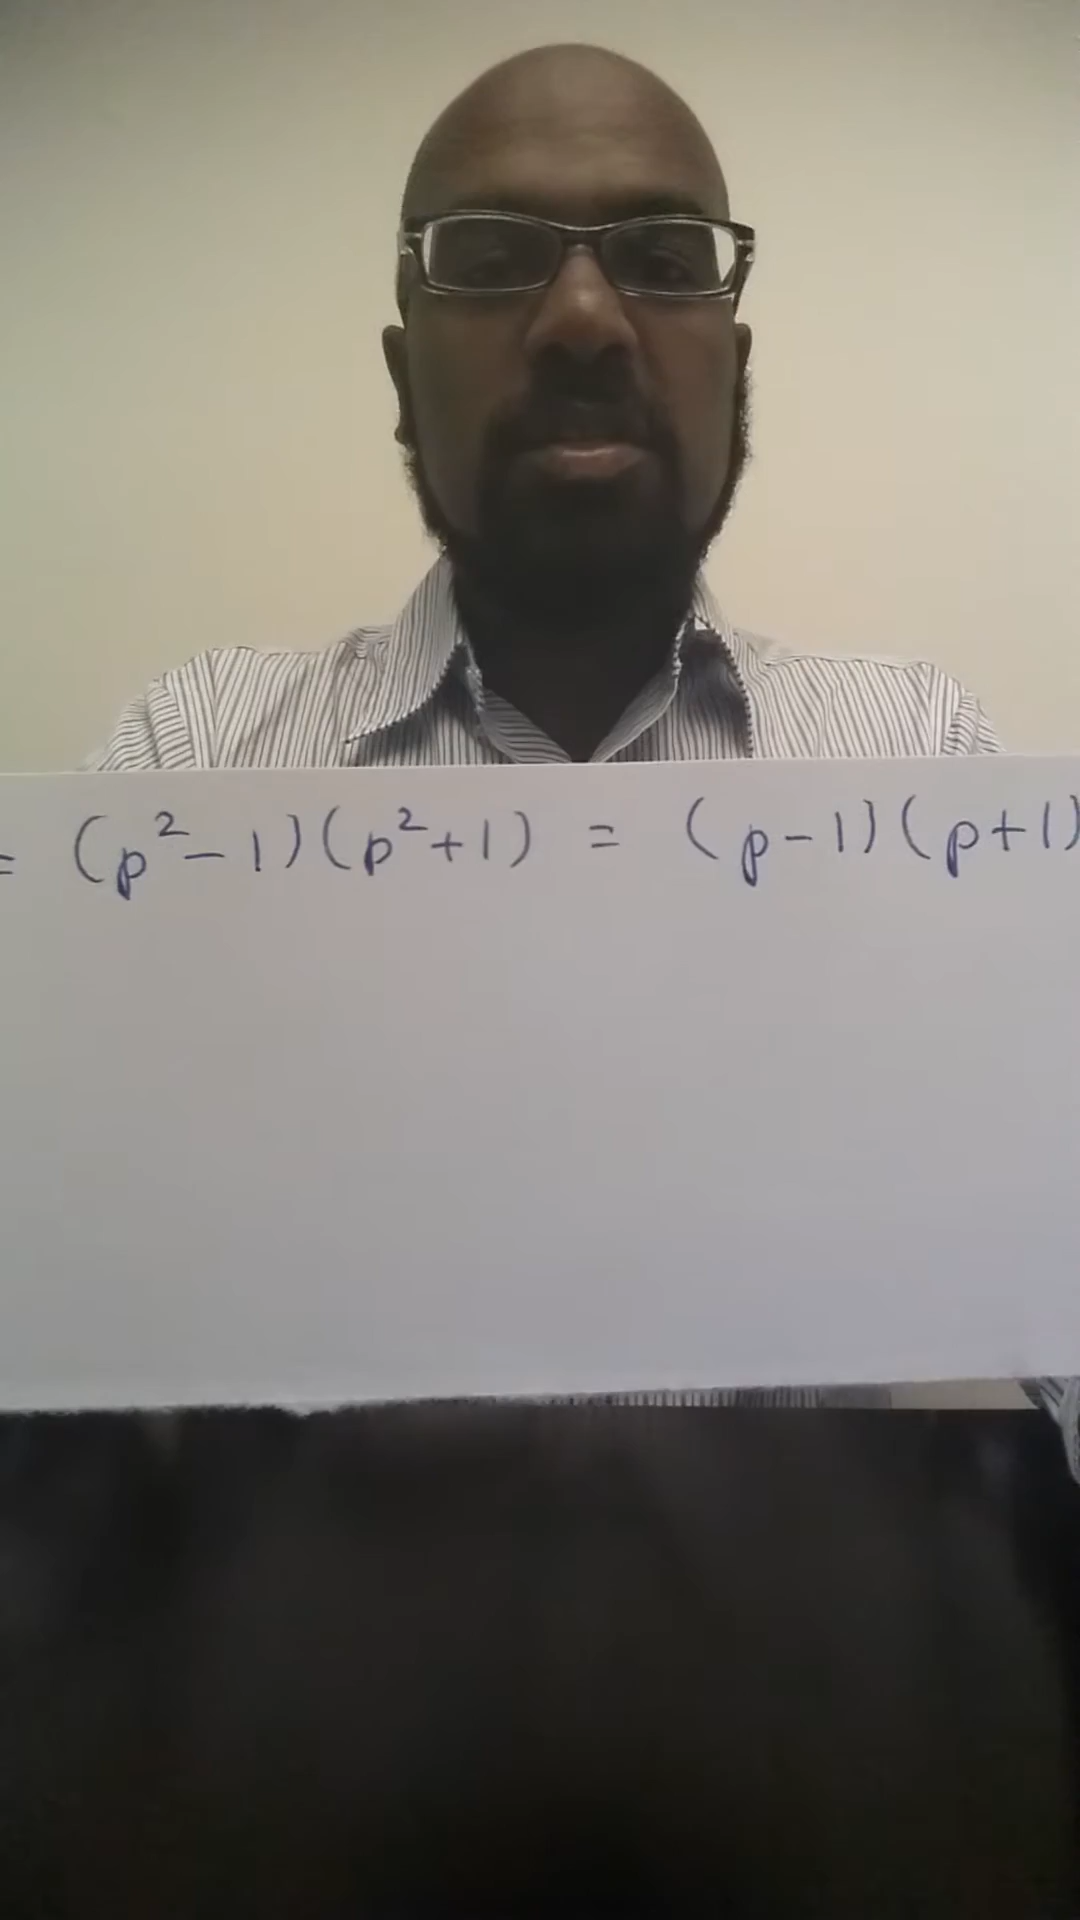 = (p²-1)(p²+1) = (p-1)(p+1)